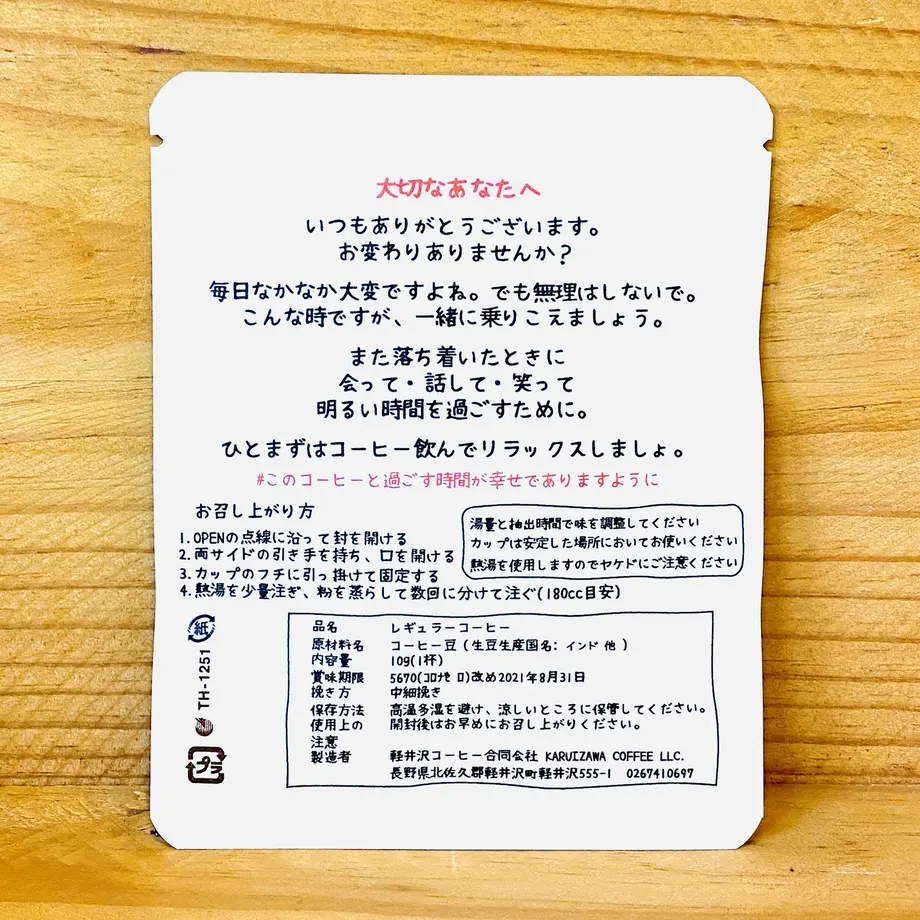 大切なあなたへ
いつもありがとうございます。
お変わりありませんか？
毎日なかなか大変ですよね。でも無理はしないで。
こんな時ですが、一緒に乗りこえましょう。
また落ち着いたときに
会って・話して・笑って
明るい時間を過ごすために。
ひとまずはコーヒー飲んでリラックスしましょ。
#このコーヒーと過ごす時間が幸せでありますように
お召し上がり方
1.OPENの点線に沿って封を開ける
2.両サイドの引き手を持ち、口を開ける
3.カップのフチに引っ掛けて固定する
4.熱湯を少量注ぎ、粉を蒸らして数回に分けて注ぐ(180cc目安)
湯量と抽出時間で味を調整してください
カップは安定した場所においてお使いください
熱湯を使用しますのでヤケドにご注意ください
紙
TH-1251
プラ
品名 レギュラーコーヒー
原材料名 コーヒー豆(生豆生産国名: インド 他 )
内容量 10g(1杯)
賞味期限 5670(ｺﾛﾅｾﾞﾛ)改め2021年8月31日
挽き方 中細挽き
保存方法 高温多湿を避け、涼しいところに保管してください。
使用上の 開封後はお早めにお召し上がりください。
注意
製造者 軽井沢コーヒー合同会社 KARUIZAWA COFFEE LLC.
長野県北佐久郡軽井沢町軽井沢555-1 0267410697